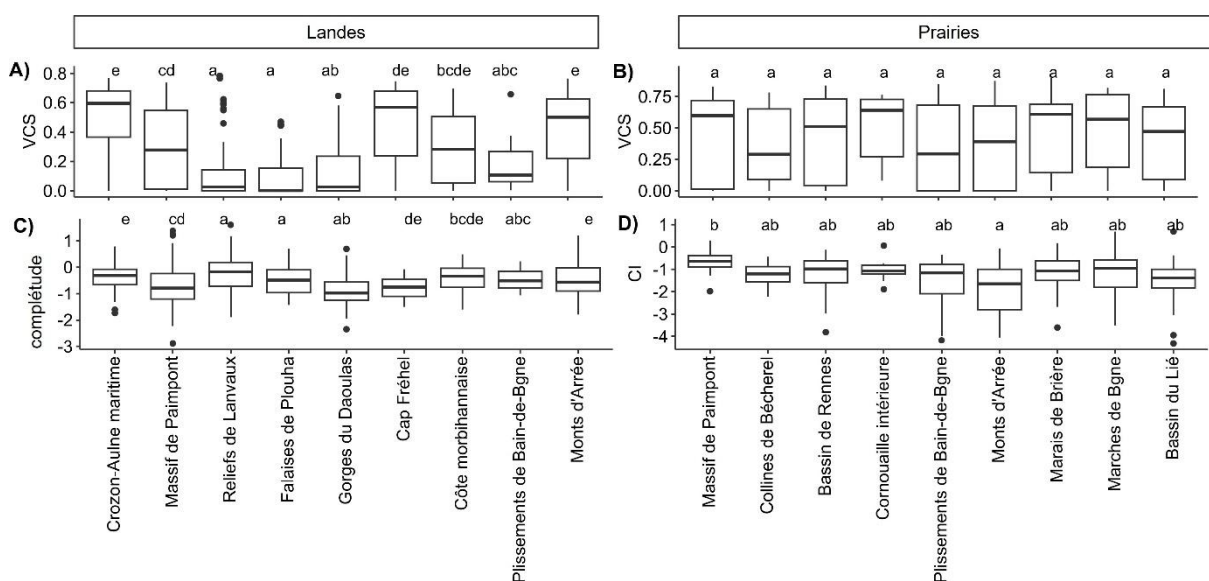 Landes
Prairies
A)
e cd a a ab de bcde abc e
VCS
0.8
0.6
0.4
0.2
0.0
B)
a a a a a a a a a
VCS
0.75
0.50
0.25
0.00
C)
e cd a a ab de bcde abc e
complétude
1
0
-1
-2
-3
D)
b ab ab ab ab a ab ab ab
CI
1
0
-1
-2
-3
-4
Crozon-Aulne maritime
Massif de Paimpont
Reliefs de Lanvaux
Falaises de Plouha
Gorges du Daoulas
Cap Fréhel
Côte morbihannaise
Plissements de Bain-de-Bgne
Monts d'Arrée
Massif de Paimpont
Collines de Bécherel
Bassin de Rennes
Cornouaille intérieure
Plissements de Bain-de-Bgne
Monts d'Arrée
Marais de Brière
Marches de Bgne
Bassin du Lié